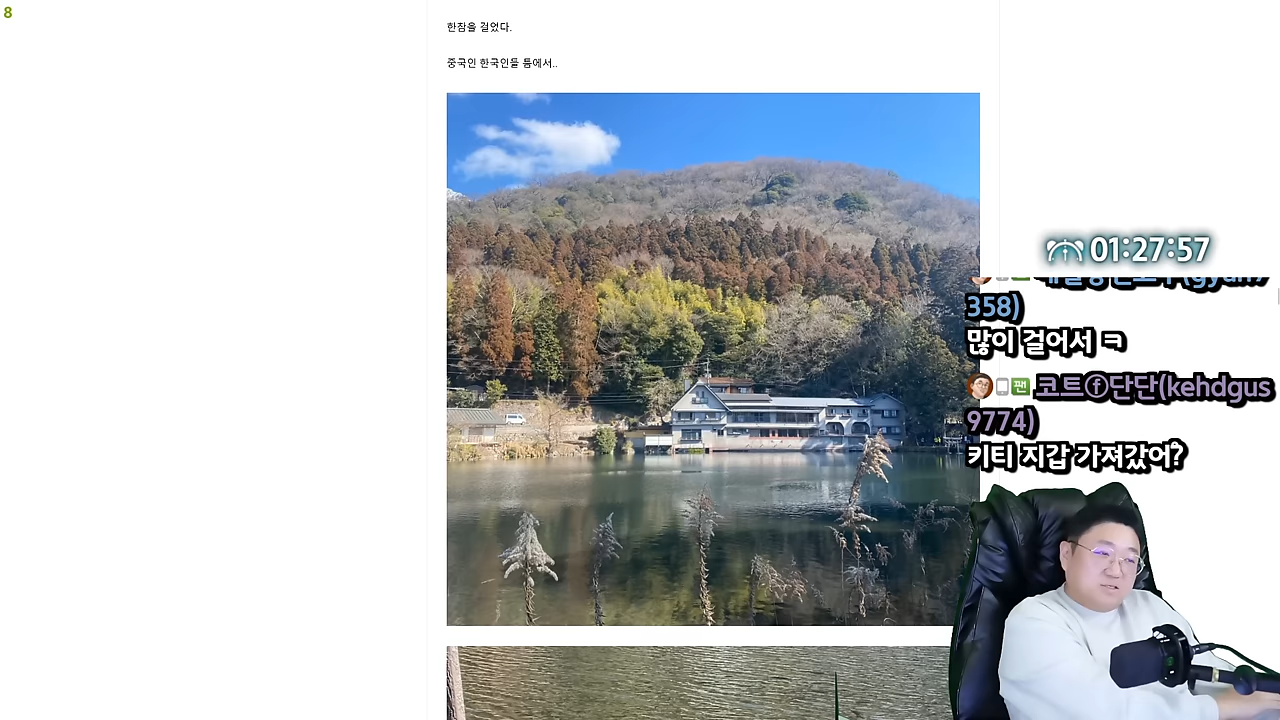 8
한참을 걸었다.
중국인 한국인들 틈에서..
01:27:57
358)
많이 걸어서 ㅋ
짼 코트ⓕ단단(kehdgus
9774)
키티 지갑 가져갔어?